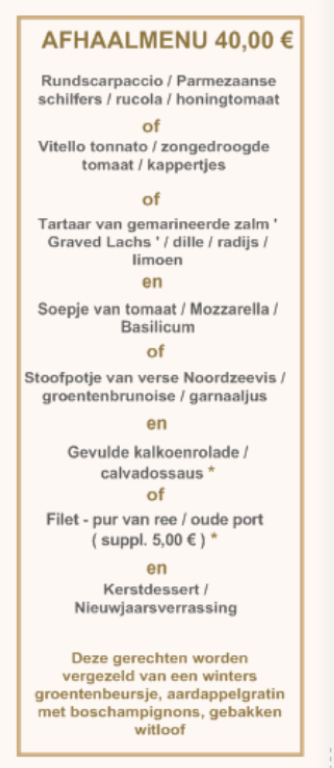 AFHAALMENU 40,00 €
Rundscarpaccio / Parmezaanse
schilfers / rucola / honingtomaat
of
Vitello tonnato / zongedroogde
tomaat / kappertjes
of
Tartaar van gemarineerde zalm '
Graved Lachs ' / dille / radijs /
limoen
en
Soepje van tomaat / Mozzarella /
Basilicum
of
Stoofpotje van verse Noordzeevis /
groentenbrunoise / garnaaljus
en
Gevulde kalkoenrolade /
calvadossaus *
of
Filet - pur van ree / oude port
( suppl. 5,00 € ) *
en
Kerstdessert /
Nieuwjaarsverrassing
Deze gerechten worden
vergezeld van een winters
groentenbeursje, aardappelgratin
met boschampignons, gebakken
witloof